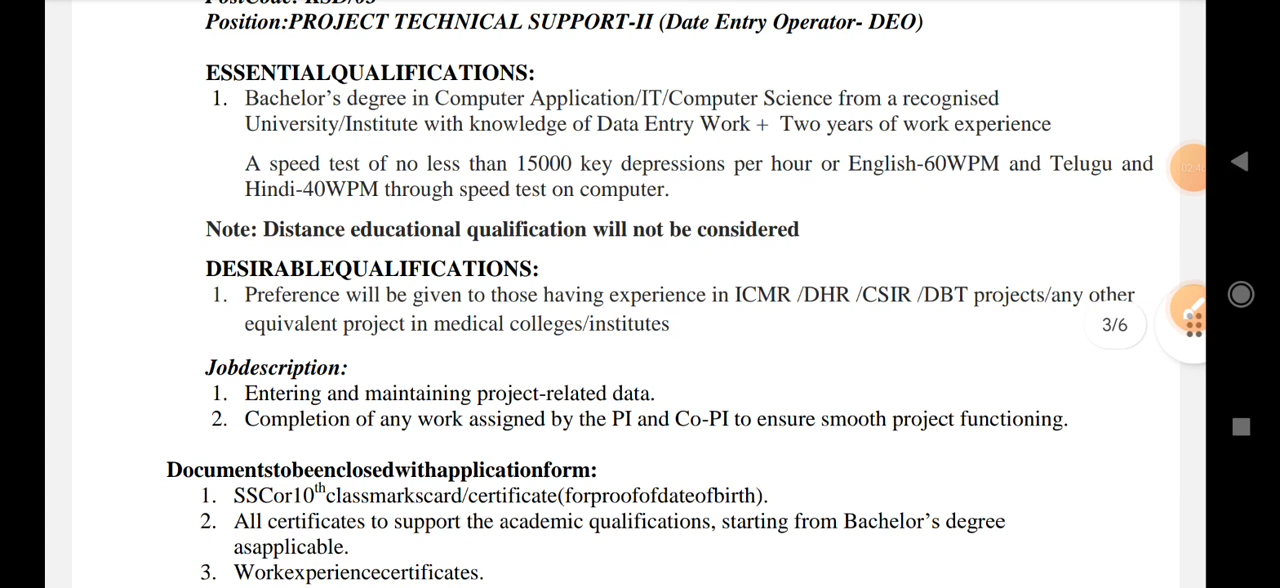 Position:PROJECT TECHNICAL SUPPORT-II (Date Entry Operator- DEO)
ESSENTIALQUALIFICATIONS:
1. Bachelor's degree in Computer Application/IT/Computer Science from a recognised
University/Institute with knowledge of Data Entry Work + Two years of work experience
A speed test of no less than 15000 key depressions per hour or English-60WPM and Telugu and
Hindi-40WPM through speed test on computer.
Note: Distance educational qualification will not be considered
DESIRABLEQUALIFICATIONS:
1. Preference will be given to those having experience in ICMR /DHR /CSIR /DBT projects/any other
equivalent project in medical colleges/institutes
3/6
Jobdescription:
1. Entering and maintaining project-related data.
2. Completion of any work assigned by the PI and Co-PI to ensure smooth project functioning.
Documentstobeenclosedwithapplicationform:
1. SSCor10thclassmarkscard/certificate(forproofofdateofbirth).
2. All certificates to support the academic qualifications, starting from Bachelor's degree
asapplicable.
3. Workexperiencecertificates.